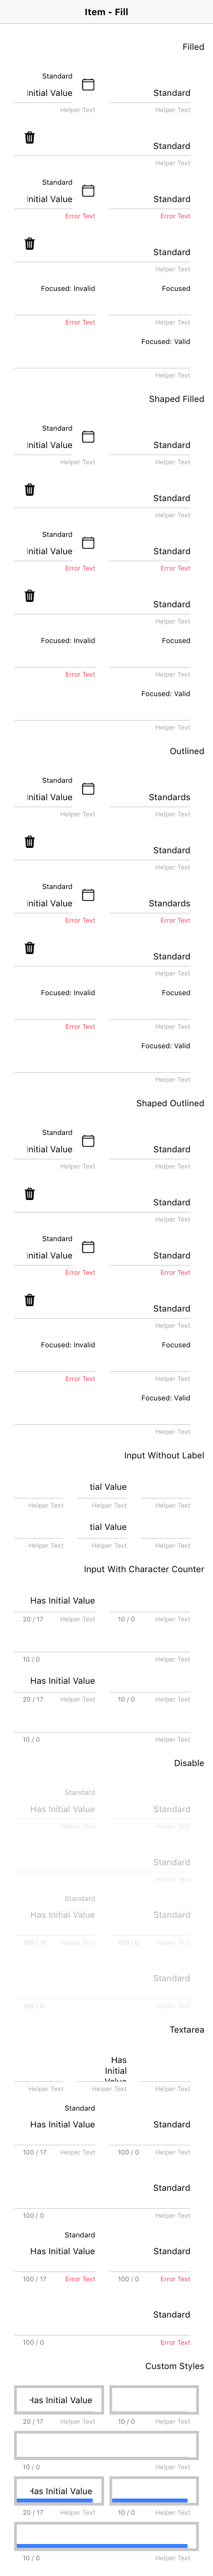 Item - Fill
Filled
Standard
Initial Value
Standard
Helper Text
Helper Text
Standard
Helper Text
Standard
Initial Value
Standard
Error Text
Error Text
Standard
Helper Text
Focused: Invalid
Focused
Error Text
Helper Text
Focused: Valid
Helper Text
Shaped Filled
Standard
Initial Value
Standard
Helper Text
Helper Text
Standard
Helper Text
Standard
Initial Value
Standard
Error Text
Error Text
Standard
Helper Text
Focused: Invalid
Focused
Error Text
Helper Text
Focused: Valid
Helper Text
Outlined
Standard
Initial Value
Standards
Helper Text
Helper Text
Standard
Helper Text
Standard
Initial Value
Standards
Error Text
Error Text
Standard
Helper Text
Focused: Invalid
Focused
Error Text
Helper Text
Focused: Valid
Helper Text
Shaped Outlined
Standard
Initial Value
Standard
Helper Text
Helper Text
Standard
Helper Text
Standard
Initial Value
Standard
Error Text
Error Text
Standard
Helper Text
Focused: Invalid
Focused
Error Text
Helper Text
Focused: Valid
Helper Text
Input Without Label
tial Value
Helper Text
Helper Text
Helper Text
tial Value
Helper Text
Helper Text
Helper Text
Input With Character Counter
Has Initial Value
20 / 17 Helper Text
10 / 0 Helper Text
10 / 0 Helper Text
Has Initial Value
20 / 17 Helper Text
10 / 0 Helper Text
10 / 0 Helper Text
Disable
Standard
Has Initial Value
Standard
Helper Text
Helper Text
Standard
Helper Text
Standard
Has Initial Value
Standard
100 / 17 Helper Text
100 / 0 Helper Text
Standard
100 / 0 Helper Text
Textarea
Has
Initial
Value
Helper Text
Helper Text
Helper Text
Standard
Has Initial Value
Standard
100 / 17 Helper Text
100 / 0 Helper Text
Standard
100 / 0 Helper Text
Standard
Has Initial Value
Standard
100 / 17 Error Text
100 / 0 Error Text
Standard
100 / 0 Error Text
Custom Styles
Has Initial Value
20 / 17 Helper Text
10 / 0 Helper Text
10 / 0 Helper Text
Has Initial Value
20 / 17 Helper Text
10 / 0 Helper Text
10 / 0 Helper Text